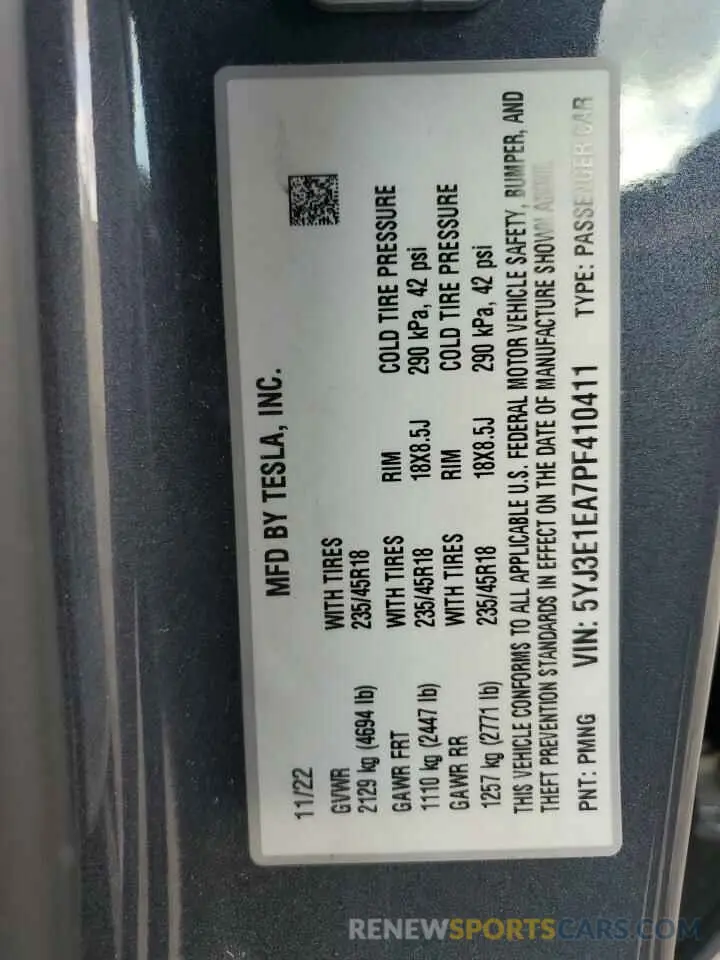 MFD BY TESLA, INC.
11/22
GVWR WITH TIRES
2129 kg (4694 lb) 235/45R18
GAWR FRT WITH TIRES RIM COLD TIRE PRESSURE
1110 kg (2447 lb) 235/45R18 18X8.5J 290 kPa, 42 psi
GAWR RR WITH TIRES RIM COLD TIRE PRESSURE
1257 kg (2771 lb) 235/45R18 18X8.5J 290 kPa, 42 psi
THIS VEHICLE CONFORMS TO ALL APPLICABLE U.S. FEDERAL MOTOR VEHICLE SAFETY, BUMPER, AND
THEFT PREVENTION STANDARDS IN EFFECT ON THE DATE OF MANUFACTURE SHOWN ABOVE.
PNT: PMNG VIN: 5YJ3E1EA7PF410411 TYPE: PASSENGER CAR
RENEWSPORTSCARS.COM